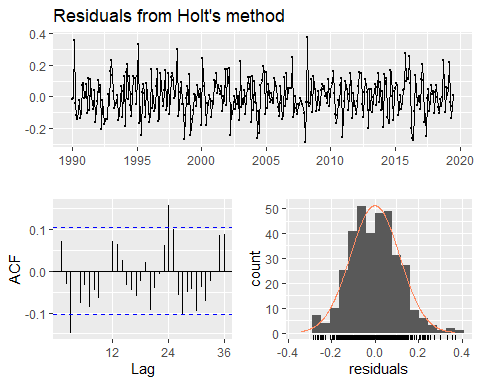 Residuals from Holt's method
0.4
0.2
0.0
-0.2
1990 1995 2000 2005 2010 2015 2020
ACF
0.1
0.0
-0.1
12 24 36
Lag
count
50
40
30
20
10
0
-0.4 -0.2 0.0 0.2 0.4
residuals